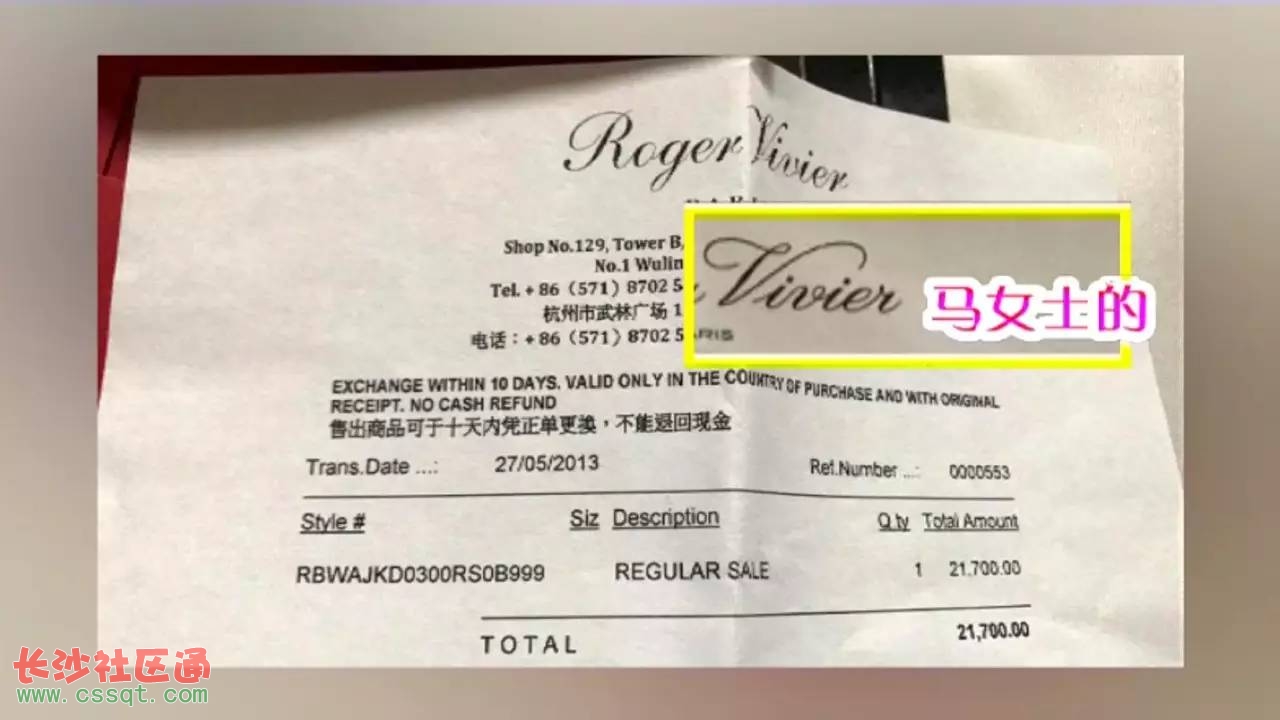 Roger Vivier
Shop No.129, Tower B,
No.1 Wulin
Tel. + 86（571）8702 5
杭州市武林广场 1
电话：+ 86（571）8702 5
Vivier
ARIS
马女士的
EXCHANGE WITHIN 10 DAYS. VALID ONLY IN THE COUNTRY OF PURCHASE AND WITH ORIGINAL
RECEIPT. NO CASH REFUND
售出商品可于十天内凭正单更換，不能退回现金
Trans.Date ...: 27/05/2013 Ref.Number ...: 0000553
Style # Siz Description Q.ty Total Amount
RBWAJKD0300RS0B999 REGULAR SALE 1 21,700.00
TOTAL 21,700.00
长沙社区通
www.cssqt.com